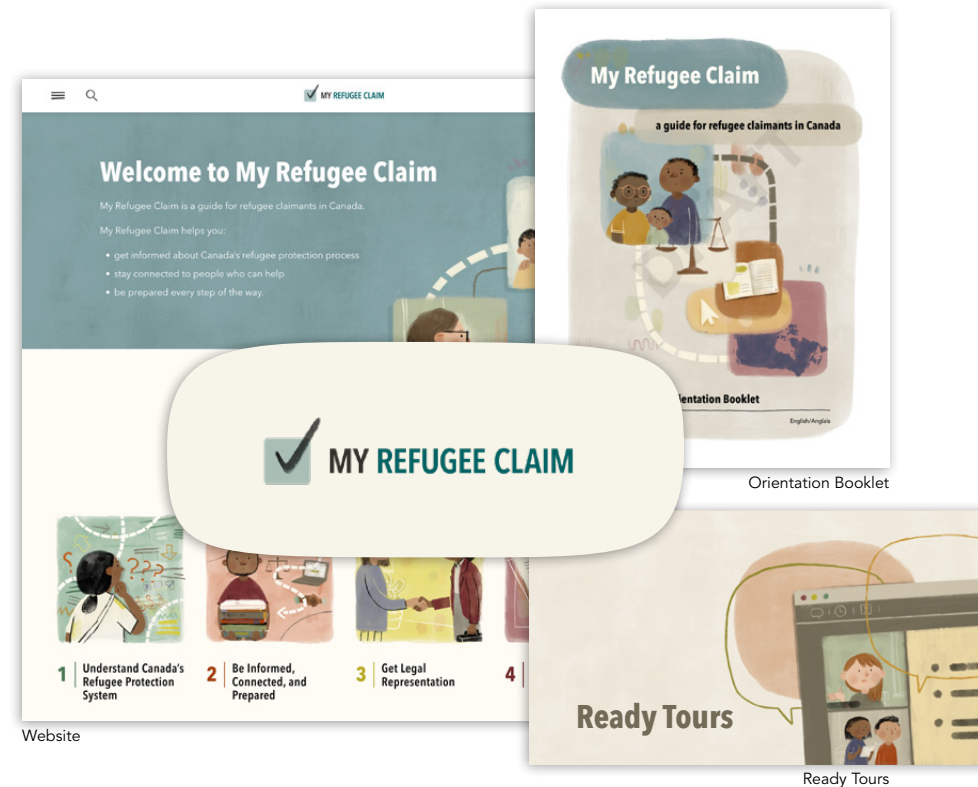 MY REFUGEE CLAIM
Welcome to My Refugee Claim
My Refugee Claim is a guide for refugee claimants in Canada.
My Refugee Claim helps you:
• get informed about Canada's refugee protection process
• stay connected to people who can help
• be prepared every step of the way.
My Refugee Claim
a guide for refugee claimants in Canada
DRAFT
Booklet
English/Anglais
Orientation Booklet
MY REFUGEE CLAIM
???
1
Understand Canada's
Refugee Protection
System
2
Be Informed,
Connected, and
Prepared
3
Get Legal
Representation
4
Website
Ready Tours
Ready Tours